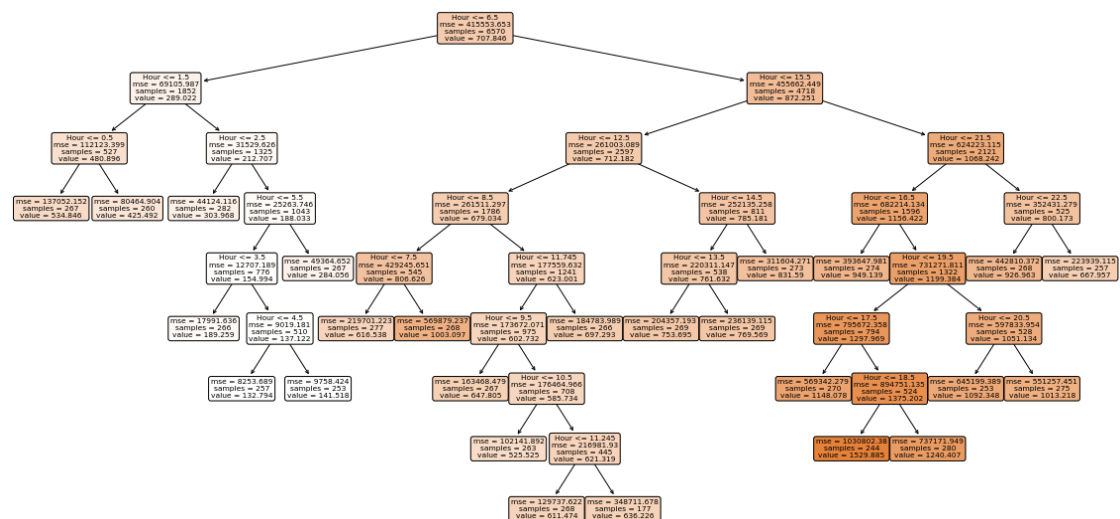 Hour <= 6.5
mse = 415553.653
samples = 6570
value = 707.846
Hour <= 1.5
mse = 69105.987
samples = 1852
value = 289.022
Hour <= 15.5
mse = 455662.449
samples = 4718
value = 872.251
Hour <= 0.5
mse = 112123.399
samples = 527
value = 480.896
Hour <= 2.5
mse = 31529.626
samples = 1325
value = 212.707
Hour <= 12.5
mse = 261003.089
samples = 2597
value = 712.182
Hour <= 21.5
mse = 624223.115
samples = 2121
value = 1068.242
mse = 137052.152
samples = 267
value = 534.846
mse = 80464.904
samples = 260
value = 425.492
mse = 44124.116
samples = 282
value = 303.968
Hour <= 5.5
mse = 25263.746
samples = 1043
value = 188.033
Hour <= 8.5
mse = 261511.297
samples = 1786
value = 679.034
Hour <= 14.5
mse = 252135.258
samples = 811
value = 785.181
Hour <= 16.5
mse = 682214.134
samples = 1596
value = 1156.422
Hour <= 22.5
mse = 352431.279
samples = 525
value = 800.173
Hour <= 3.5
mse = 12707.189
samples = 776
value = 154.994
mse = 49364.652
samples = 267
value = 284.056
Hour <= 7.5
mse = 429245.651
samples = 545
value = 806.626
Hour <= 11.745
mse = 177559.632
samples = 1241
value = 623.001
Hour <= 13.5
mse = 220311.147
samples = 538
value = 761.632
mse = 311604.271
samples = 273
value = 831.59
mse = 393647.981
samples = 274
value = 949.139
Hour <= 19.5
mse = 731271.811
samples = 1322
value = 1199.384
mse = 442810.372
samples = 268
value = 926.963
mse = 223939.115
samples = 257
value = 667.957
mse = 17991.636
samples = 266
value = 189.259
Hour <= 4.5
mse = 9019.181
samples = 510
value = 137.122
mse = 219701.223
samples = 277
value = 616.538
mse = 569879.237
samples = 268
value = 1003.097
Hour <= 9.5
mse = 173672.071
samples = 975
value = 602.732
mse = 184783.989
samples = 266
value = 697.293
mse = 204357.193
samples = 269
value = 753.695
mse = 236139.115
samples = 269
value = 769.569
Hour <= 17.5
mse = 795672.358
samples = 794
value = 1297.969
Hour <= 20.5
mse = 597833.954
samples = 528
value = 1051.134
mse = 8253.689
samples = 257
value = 132.794
mse = 9758.424
samples = 253
value = 141.518
mse = 163468.479
samples = 267
value = 647.805
Hour <= 10.5
mse = 176464.966
samples = 708
value = 585.734
mse = 569342.279
samples = 270
value = 1148.078
Hour <= 18.5
mse = 894751.135
samples = 524
value = 1375.202
mse = 645199.389
samples = 253
value = 1092.348
mse = 551257.451
samples = 275
value = 1013.218
mse = 102141.892
samples = 263
value = 525.525
Hour <= 11.245
mse = 216981.93
samples = 445
value = 621.319
mse = 1030802.38
samples = 244
value = 1529.885
mse = 737171.949
samples = 280
value = 1240.407
mse = 129737.622
samples = 268
value = 611.474
mse = 348711.678
samples = 177
value = 636.226